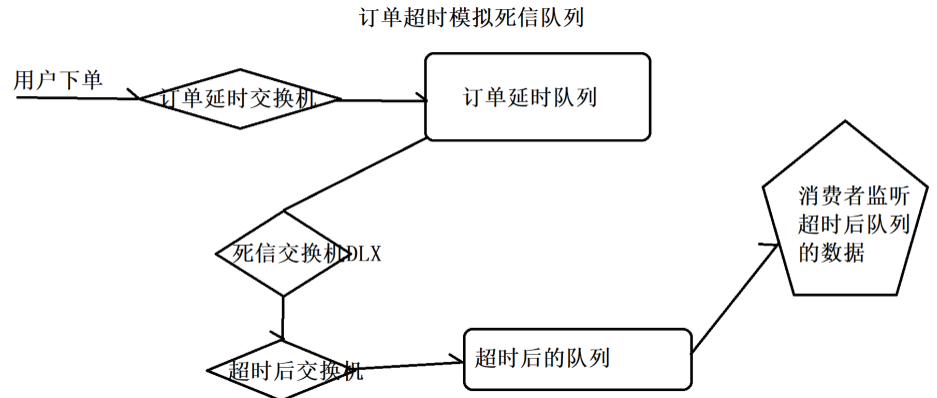 订单超时模拟死信队列
用户下单
订单延时交换机
订单延时队列
死信交换机DLX
消费者监听
超时后队列
的数据
超时后交换机
超时后的队列